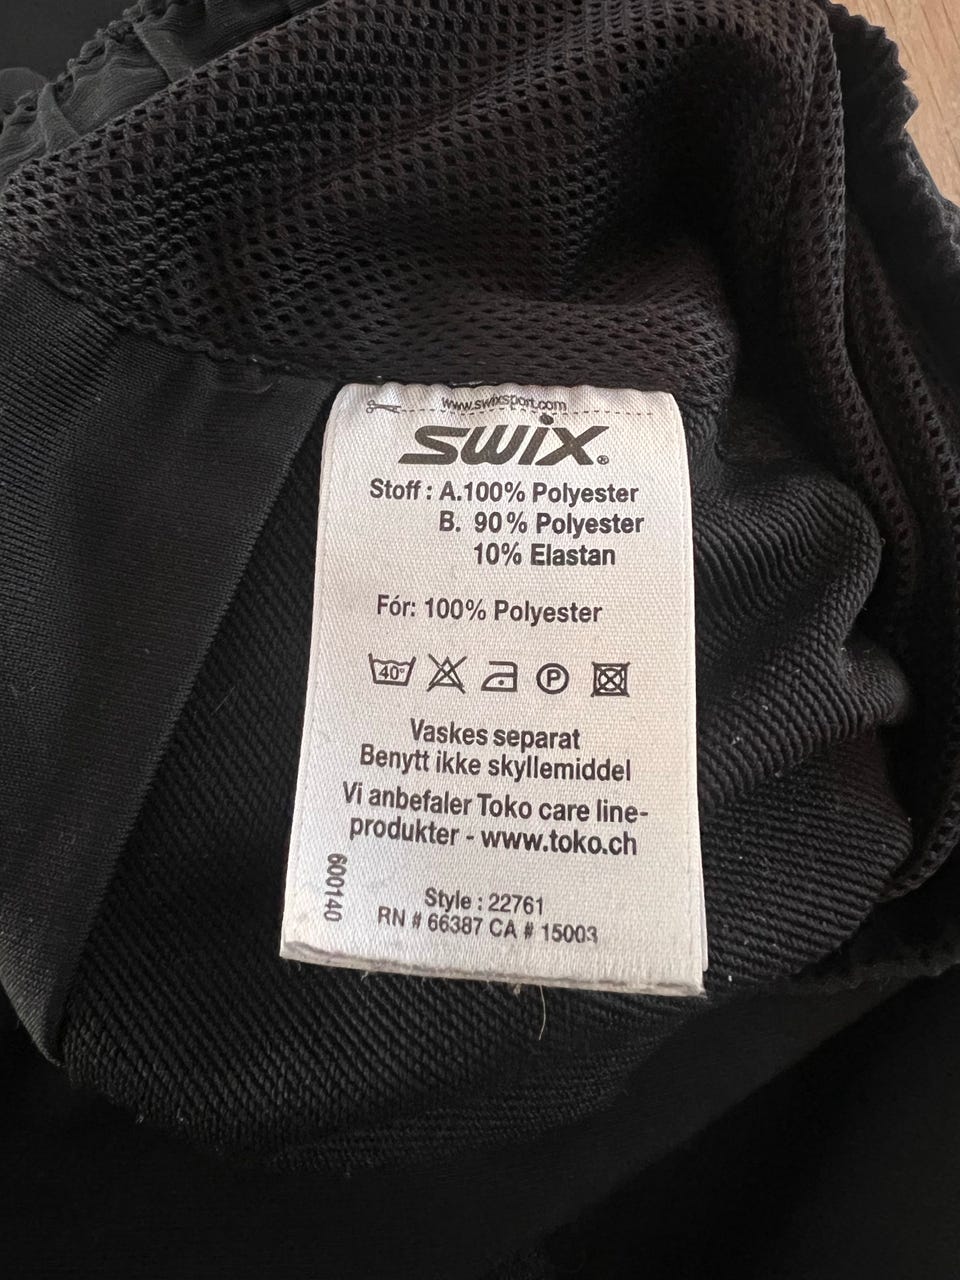 www.swixsport.com
SWIX®
Stoff : A.100% Polyester
B. 90% Polyester
10% Elastan
Fór: 100% Polyester
40° P
Vaskes separat
Benytt ikke skyllemiddel
Vi anbefaler Toko care line-
produkter - www.toko.ch
600140
Style : 22761
RN # 66387 CA # 15003